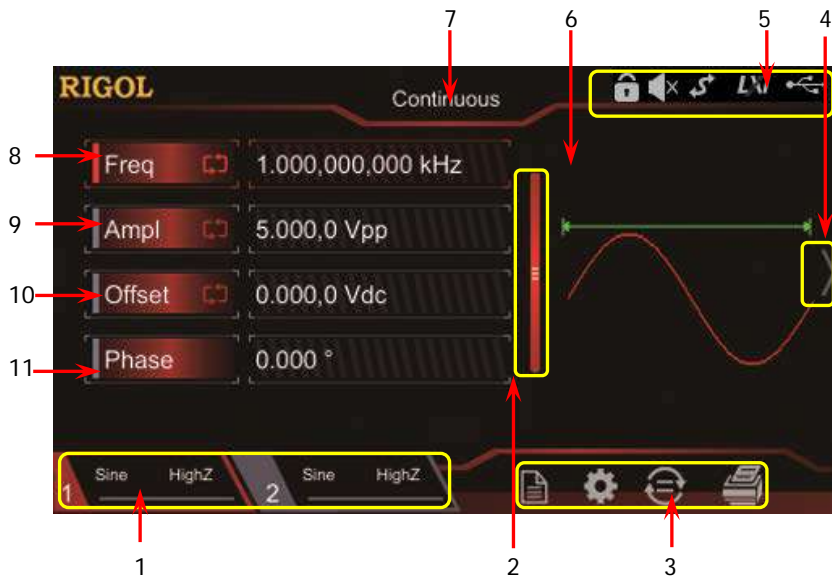 7 6 5 4
RIGOL
Continuous
LXI
8 Freq 1.000,000,000 kHz
9 Ampl 5.000,0 Vpp
10 Offset 0.000,0 Vdc
11 Phase 0.000 °
1 Sine HighZ 2 Sine HighZ
1 2 3